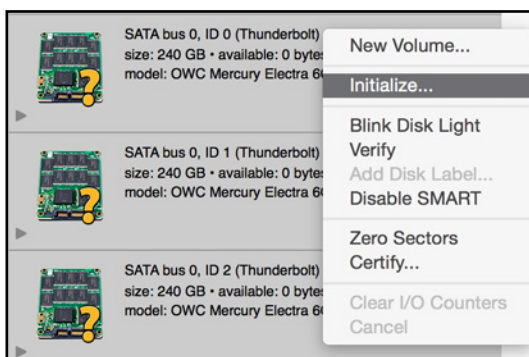 SATA bus 0, ID 0 (Thunderbolt)
size: 240 GB • available: 0 bytes
model: OWC Mercury Electra 6
SATA bus 0, ID 1 (Thunderbolt)
size: 240 GB • available: 0 bytes
model: OWC Mercury Electra 6
SATA bus 0, ID 2 (Thunderbolt)
size: 240 GB • available: 0 bytes
model: OWC Mercury Electra 6
New Volume...
Initialize...
Blink Disk Light
Verify
Add Disk Label...
Disable SMART
Zero Sectors
Certify...
Clear I/O Counters
Cancel